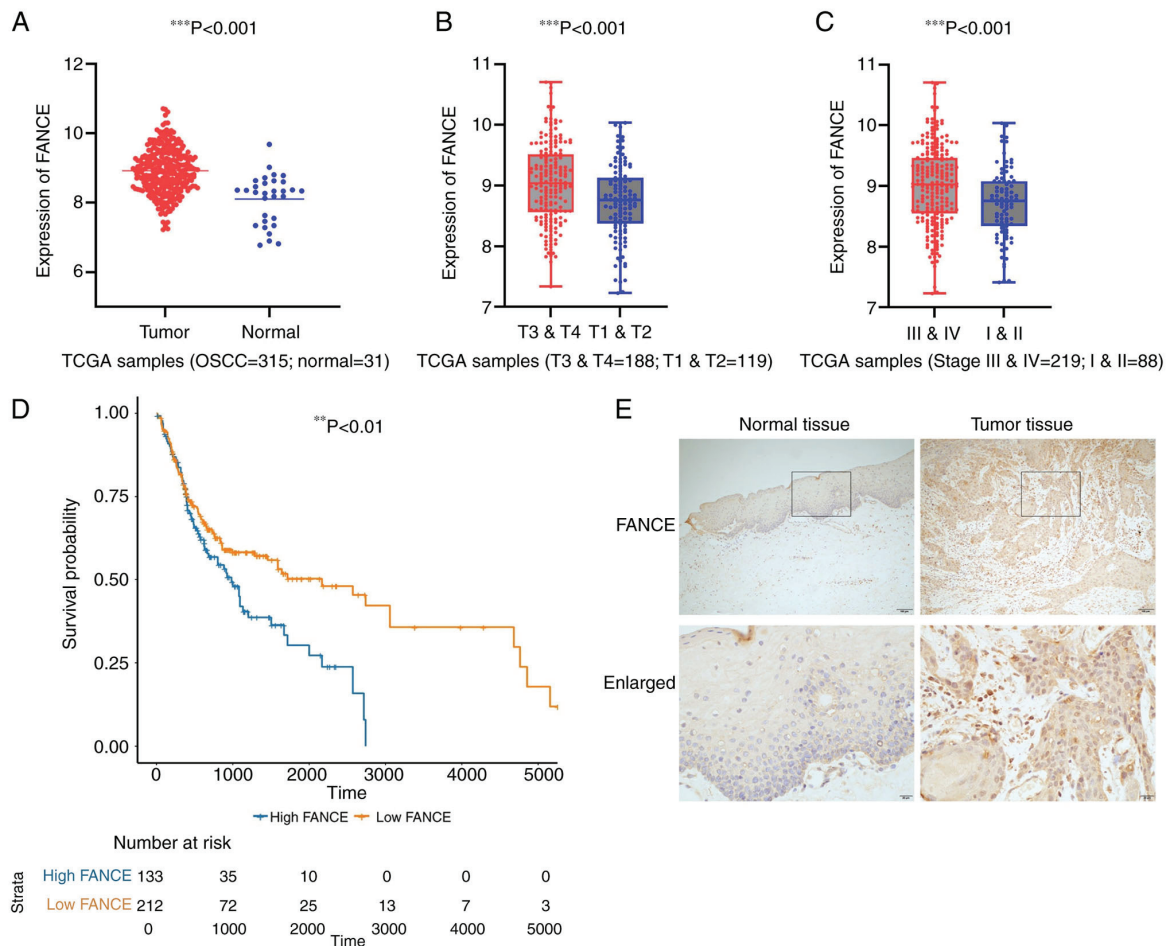 A
***P<0.001
Expression of FANCE
12
10
8
6
Tumor
Normal
TCGA samples (OSCC=315; normal=31)
B
***P<0.001
Expression of FANCE
11
10
9
8
7
T3 & T4
T1 & T2
TCGA samples (T3 & T4=188; T1 & T2=119)
C
***P<0.001
Expression of FANCE
11
10
9
8
7
III & IV
I & II
TCGA samples (Stage III & IV=219; I & II=88)
D
**P<0.01
Survival probability
1.00
0.75
0.50
0.25
0.00
0 1000 2000 3000 4000 5000
Time
High FANCE Low FANCE
Number at risk
Strata
High FANCE 133 35 10 0 0 0
Low FANCE 212 72 25 13 7 3
0 1000 2000 3000 4000 5000
Time
E
Normal tissue
Tumor tissue
FANCE
Enlarged